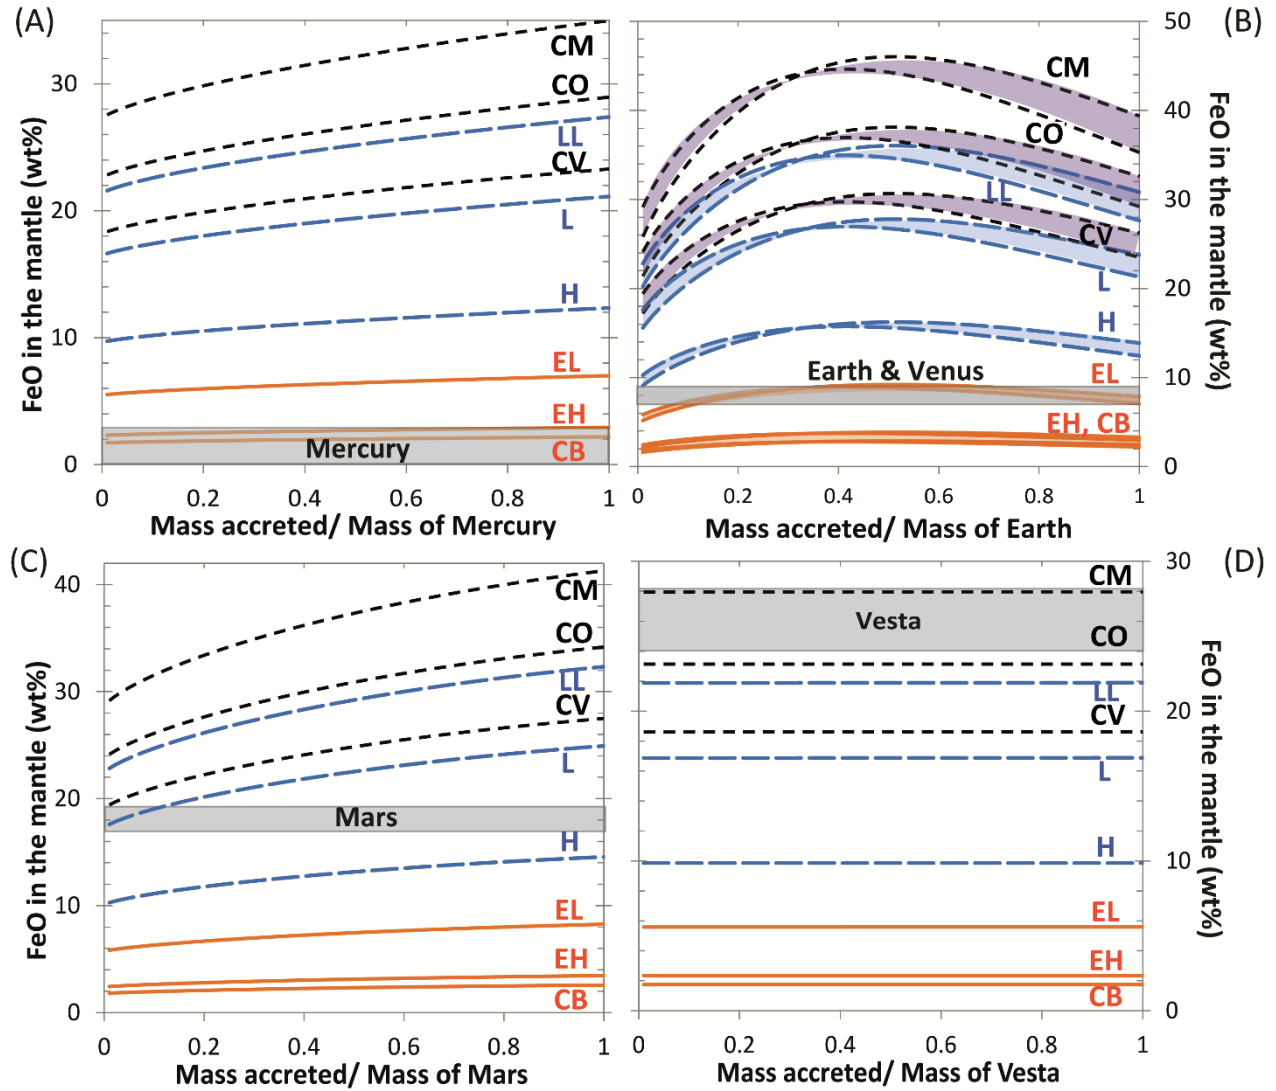 (A)
FeO in the mantle (wt%)
30
20
10
0
CM
CO
LL
CV
L
H
EL
EH
CB
Mercury
0 0.2 0.4 0.6 0.8 1
Mass accreted/ Mass of Mercury
(B)
50
40
30
20
10
0
FeO in the mantle (wt%)
CM
CO
LL
CV
L
H
Earth & Venus
EL
EH, CB
0 0.2 0.4 0.6 0.8 1
Mass accreted/ Mass of Earth
(C)
FeO in the mantle (wt%)
40
30
20
10
0
CM
CO
LL
CV
L
Mars
H
EL
EH
CB
0 0.2 0.4 0.6 0.8 1
Mass accreted/ Mass of Mars
(D)
30
20
10
0
FeO in the mantle (wt%)
CM
Vesta
CO
LL
CV
L
H
EL
EH
CB
0 0.2 0.4 0.6 0.8 1
Mass accreted/ Mass of Vesta